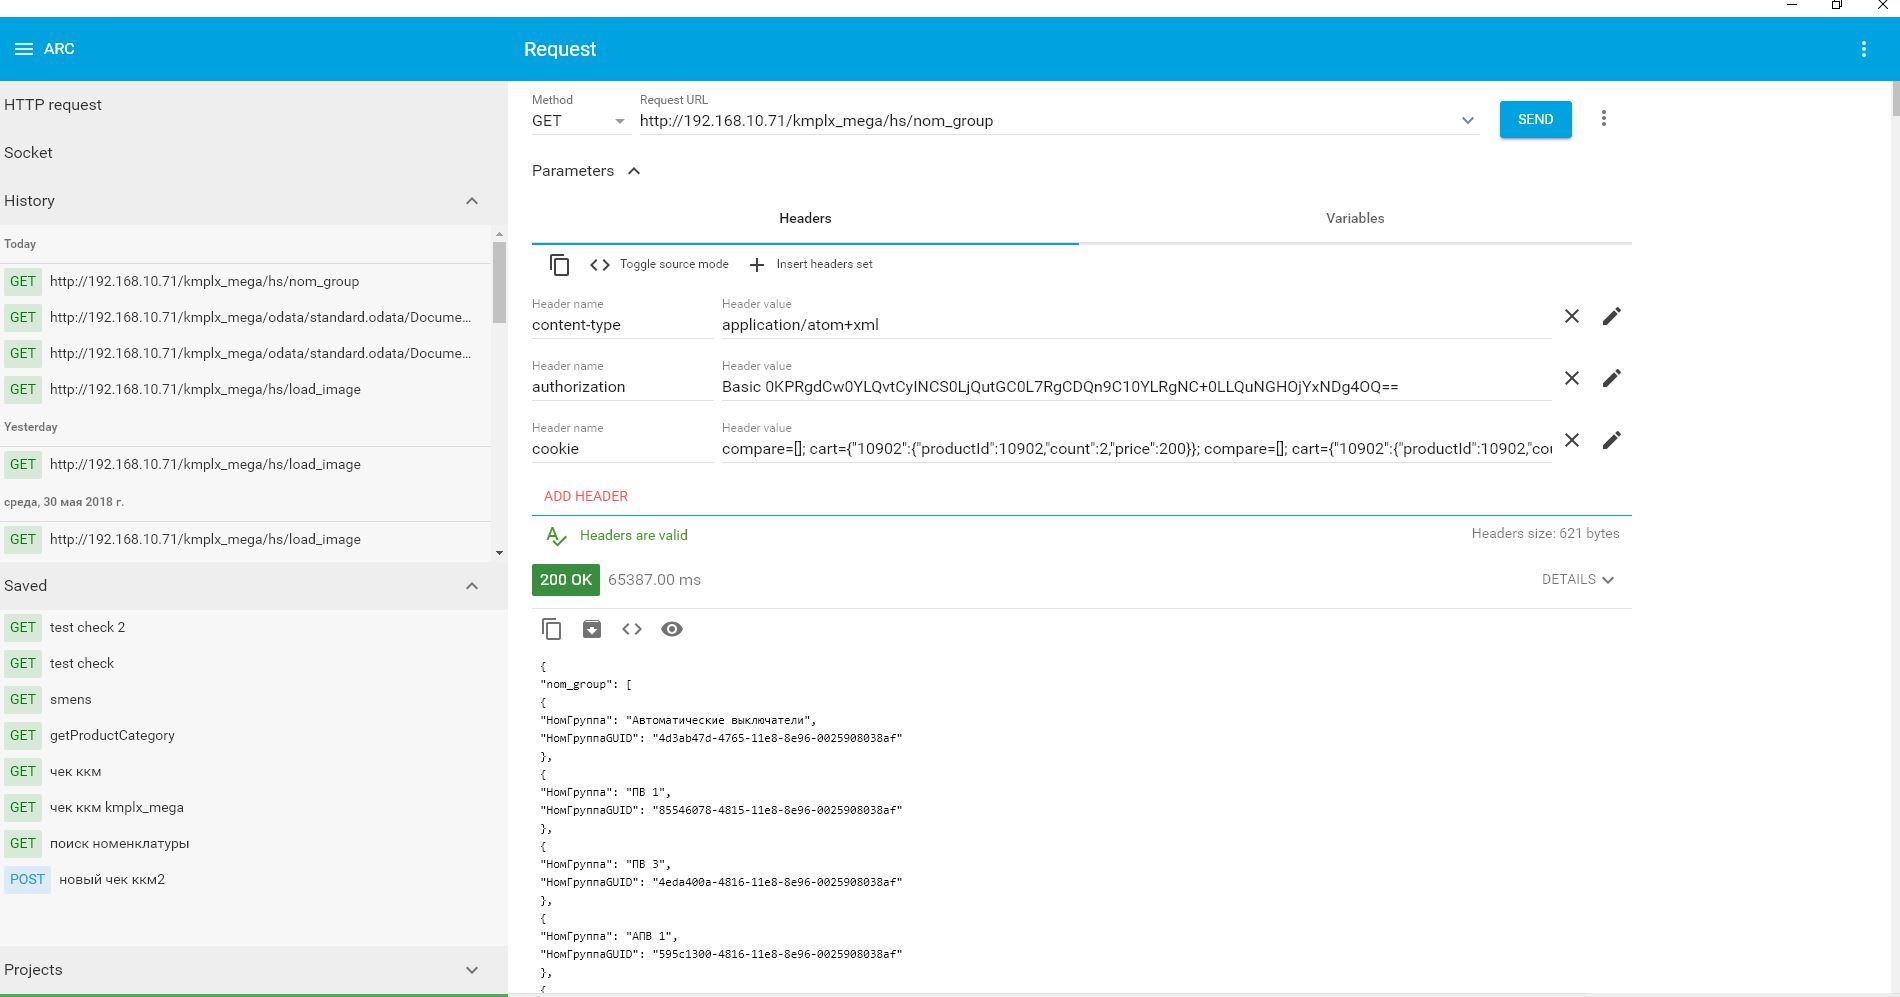 ARC
Request
HTTP request
Socket
History
Today
GET http://192.168.10.71/kmplx_mega/hs/nom_group
GET http://192.168.10.71/kmplx_mega/odata/standard.odata/Docume...
GET http://192.168.10.71/kmplx_mega/odata/standard.odata/Docume...
GET http://192.168.10.71/kmplx_mega/hs/load_image
Yesterday
GET http://192.168.10.71/kmplx_mega/hs/load_image
среда, 30 мая 2018 г.
GET http://192.168.10.71/kmplx_mega/hs/load_image
Saved
GET test check 2
GET test check
GET smens
GET getProductCategory
GET чек ккм
GET чек ккм kmplx_mega
GET поиск номенклатуры
POST новый чек ккм2
Projects
Method Request URL
GET http://192.168.10.71/kmplx_mega/hs/nom_group SEND
Parameters
Headers Variables
Toggle source mode Insert headers set
Header name Header value
content-type application/atom+xml
Header name Header value
authorization Basic 0KPRgdCw0YLQvtCyINCS0LjQutGC0L7RgCDQn9C10YLRgNC+0LLQuNGHOjYxNDg4OQ==
Header name Header value
cookie compare=[]; cart={"10902":{"productId":10902,"count":2,"price":200}}; compare=[]; cart={"10902":{"productId":10902,"cou
ADD HEADER
Headers are valid Headers size: 621 bytes
200 OK 65387.00 ms DETAILS
{
"nom_group": [
{
"НомГруппа": "Автоматические выключатели",
"НомГруппаGUID": "4d3ab47d-4765-11e8-8e96-0025908038af"
},
{
"НомГруппа": "ПВ 1",
"НомГруппаGUID": "85546078-4815-11e8-8e96-0025908038af"
},
{
"НомГруппа": "ПВ 3",
"НомГруппаGUID": "4eda400a-4816-11e8-8e96-0025908038af"
},
{
"НомГруппа": "АПВ 1",
"НомГруппаGUID": "595c1300-4816-11e8-8e96-0025908038af"
},
{